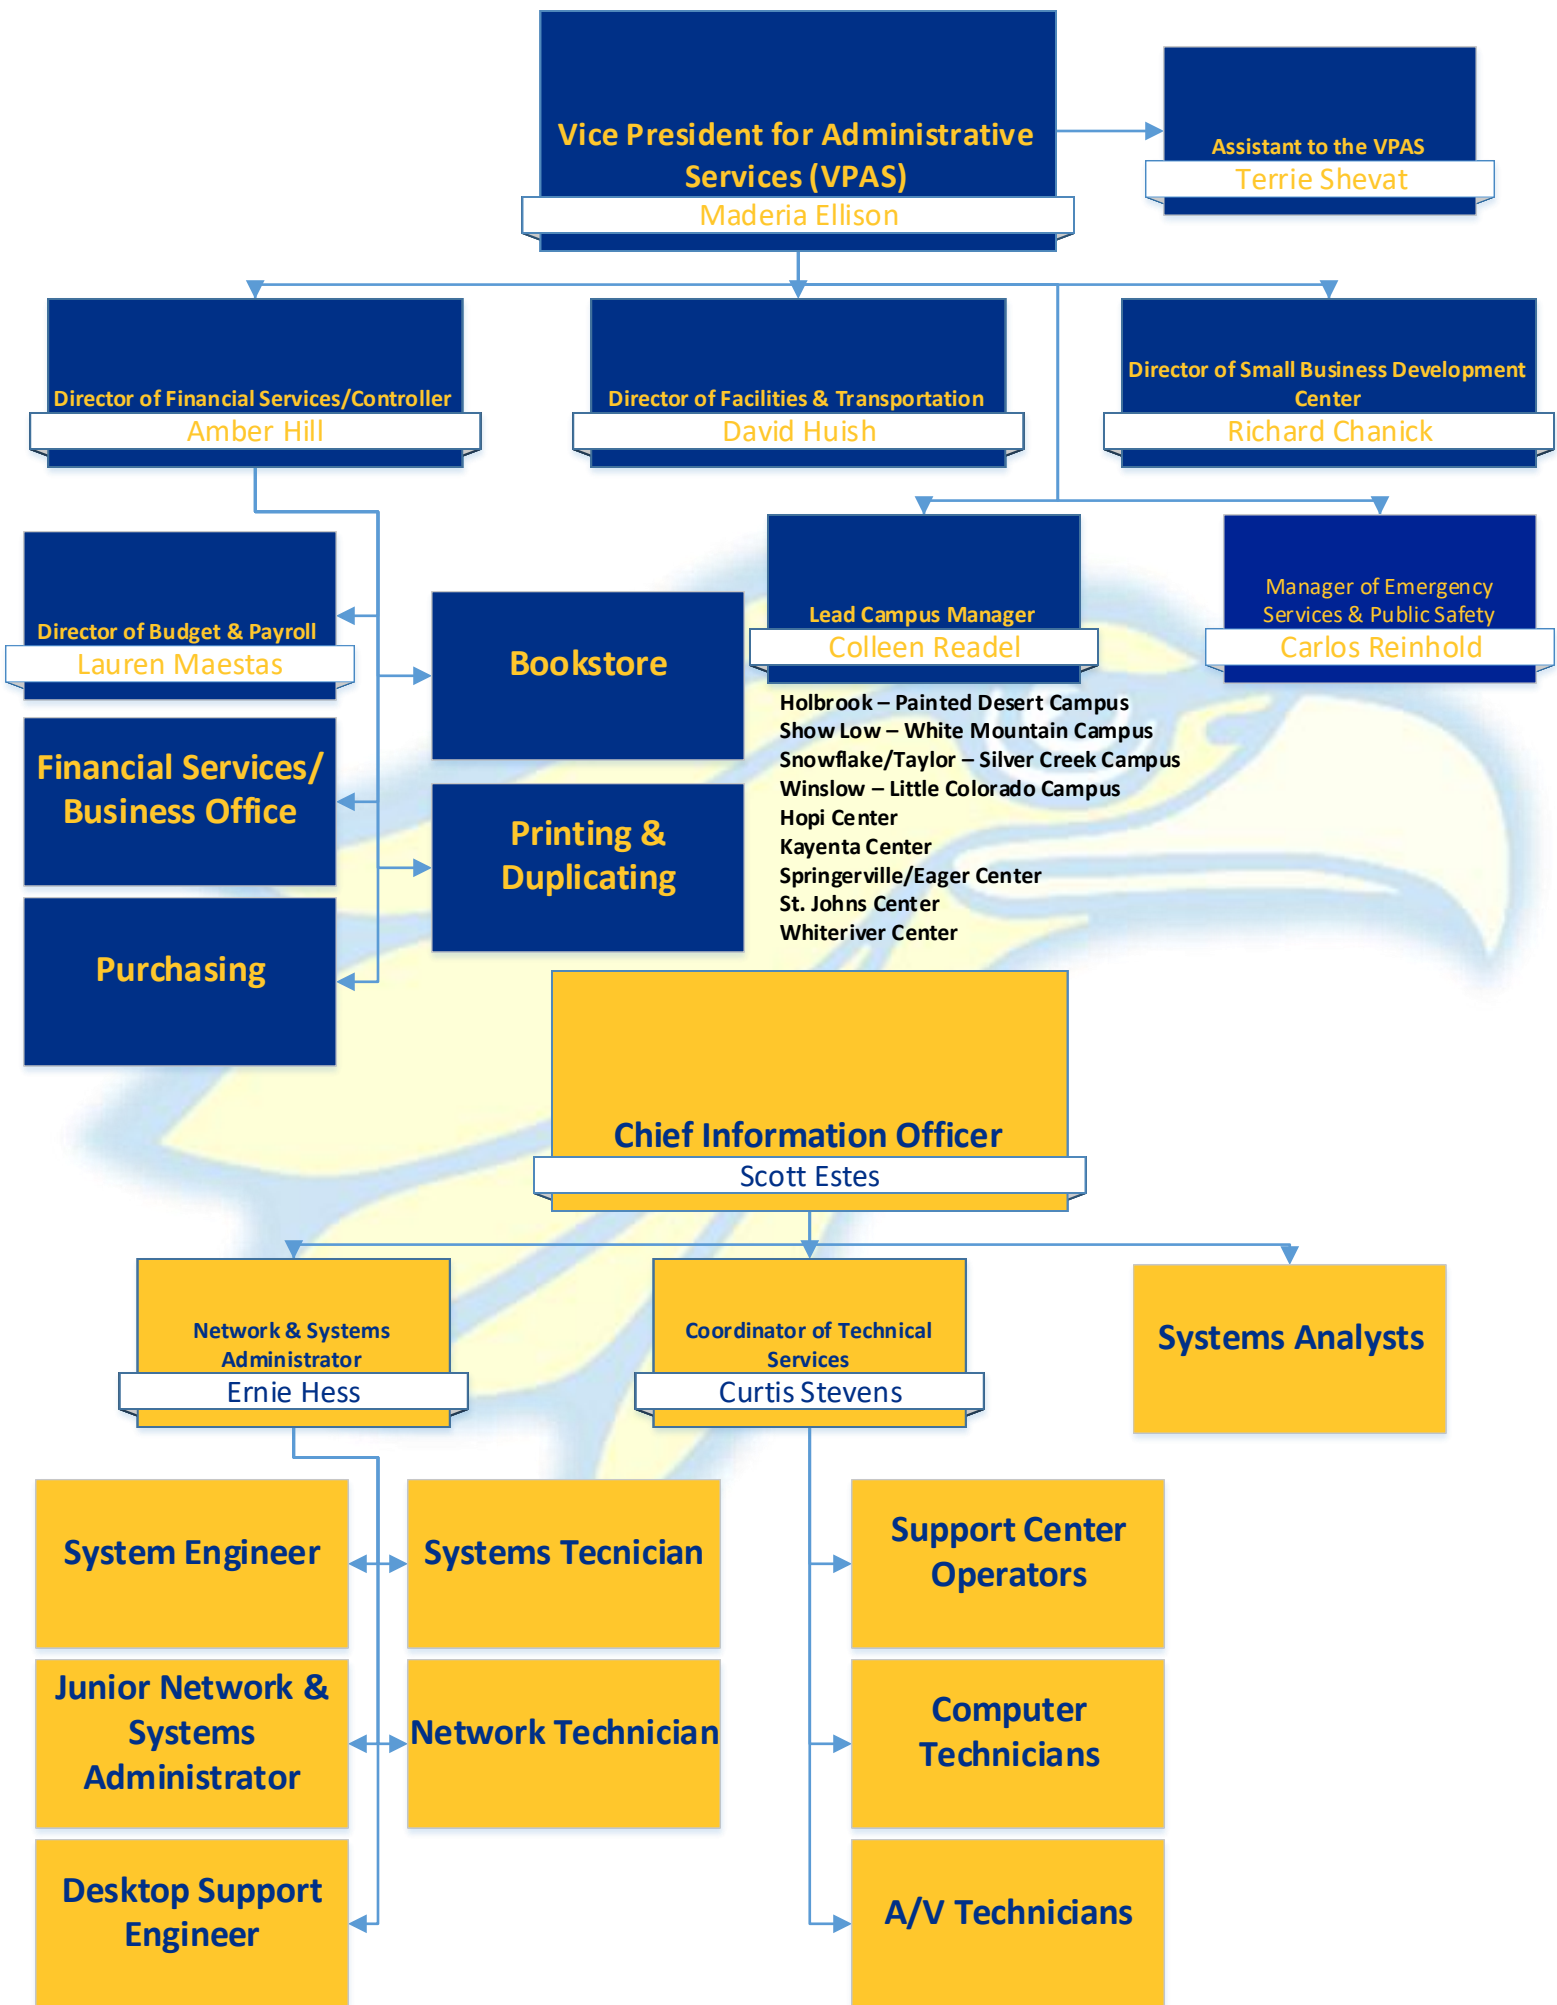 Vice President for Administrative
Services (VPAS)
Maderia Ellison
Assistant to the VPAS
Terrie Shevat
Director of Financial Services/Controller
Amber Hill
Director of Facilities & Transportation
David Huish
Director of Small Business Development
Center
Richard Chanick
Director of Budget & Payroll
Lauren Maestas
Financial Services/
Business Office
Purchasing
Bookstore
Printing &
Duplicating
Lead Campus Manager
Colleen Readel
Holbrook – Painted Desert Campus
Show Low – White Mountain Campus
Snowflake/Taylor – Silver Creek Campus
Winslow – Little Colorado Campus
Hopi Center
Kayenta Center
Springerville/Eager Center
St. Johns Center
Whiteriver Center
Manager of Emergency
Services & Public Safety
Carlos Reinhold
Chief Information Officer
Scott Estes
Network & Systems
Administrator
Ernie Hess
Coordinator of Technical
Services
Curtis Stevens
Systems Analysts
System Engineer
Systems Tecnician
Junior Network &
Systems
Administrator
Network Technician
Desktop Support
Engineer
Support Center
Operators
Computer
Technicians
A/V Technicians